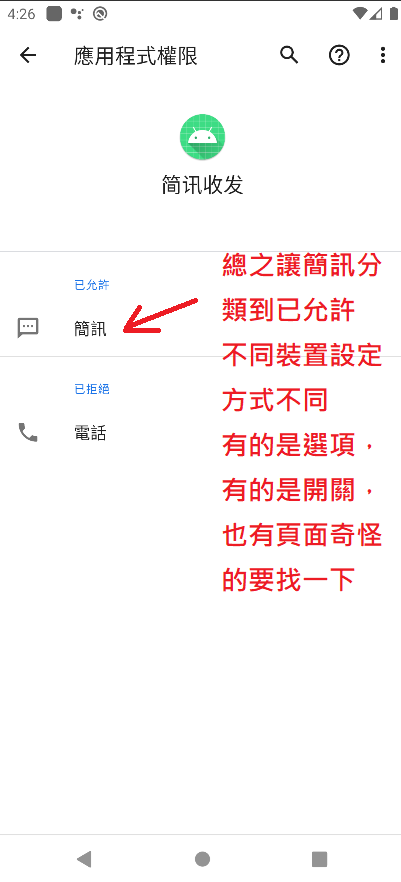 4:26
應用程式權限
简讯收发
已允許
簡訊
已拒絕
電話
總之讓簡訊分
類到已允許
不同裝置設定
方式不同
有的是選項，
有的是開關，
也有頁面奇怪
的要找一下